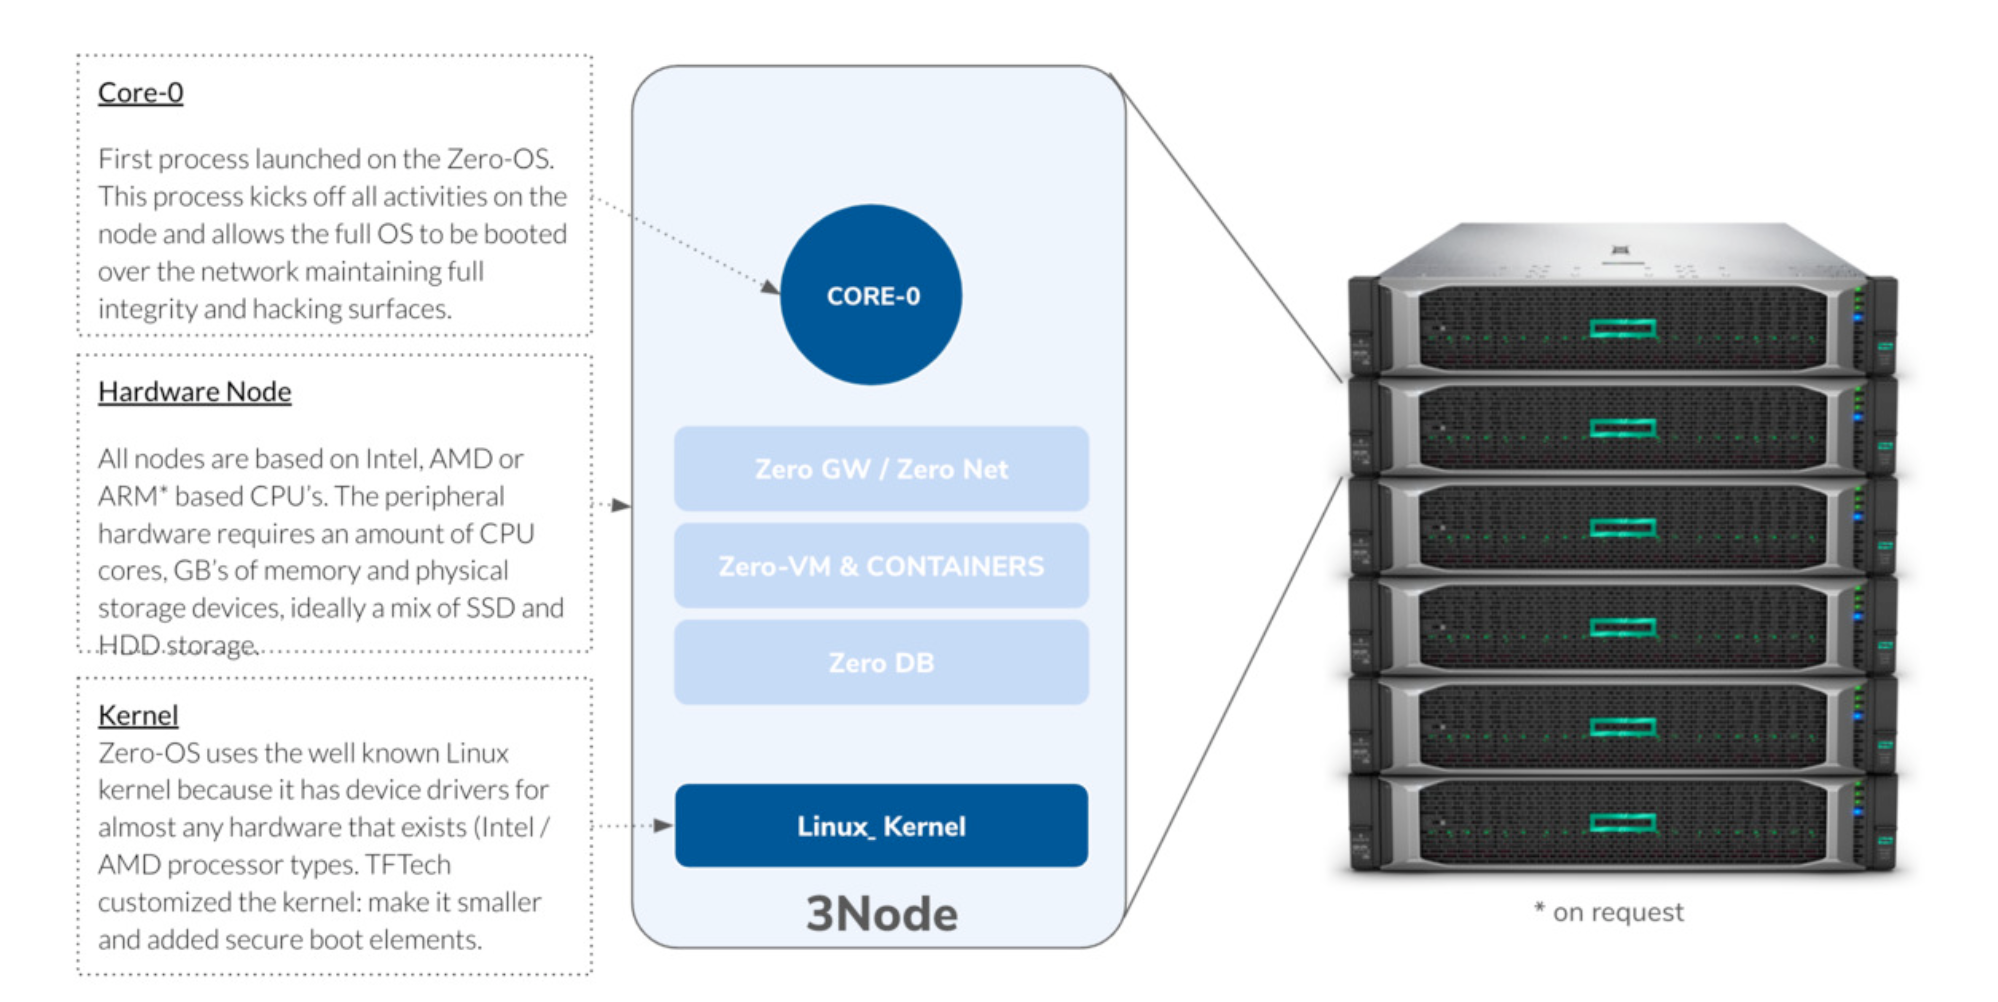 Core-0
First process launched on the Zero-OS.
This process kicks off all activities on the
node and allows the full OS to be booted
over the network maintaining full
integrity and hacking surfaces.
Hardware Node
All nodes are based on Intel, AMD or
ARM* based CPU's. The peripheral
hardware requires an amount of CPU
cores, GB's of memory and physical
storage devices, ideally a mix of SSD and
HDD storage.
Kernel
Zero-OS uses the well known Linux
kernel because it has device drivers for
almost any hardware that exists (Intel /
AMD processor types. TFTech
customized the kernel: make it smaller
and added secure boot elements.
CORE-0
Zero GW / Zero Net
Zero-VM & CONTAINERS
Zero DB
Linux_ Kernel
3Node
* on request